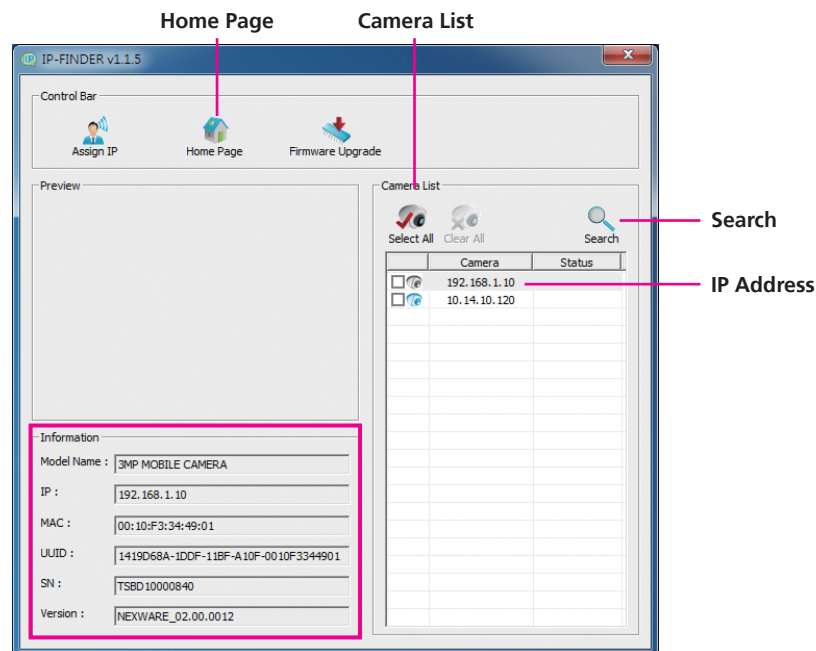 Home Page
Camera List
IP-FINDER v1.1.5
Control Bar
Assign IP
Home Page
Firmware Upgrade
Preview
Camera List
Select All
Clear All
Search
Search
Camera
Status
192.168.1.10
IP Address
10.14.10.120
Information
Model Name : 3MP MOBILE CAMERA
IP : 192.168.1.10
MAC : 00:10:F3:34:49:01
UUID : 1419D68A-1DDF-11BF-A10F-0010F3344901
SN : TSBD10000840
Version : NEXWARE_02.00.0012